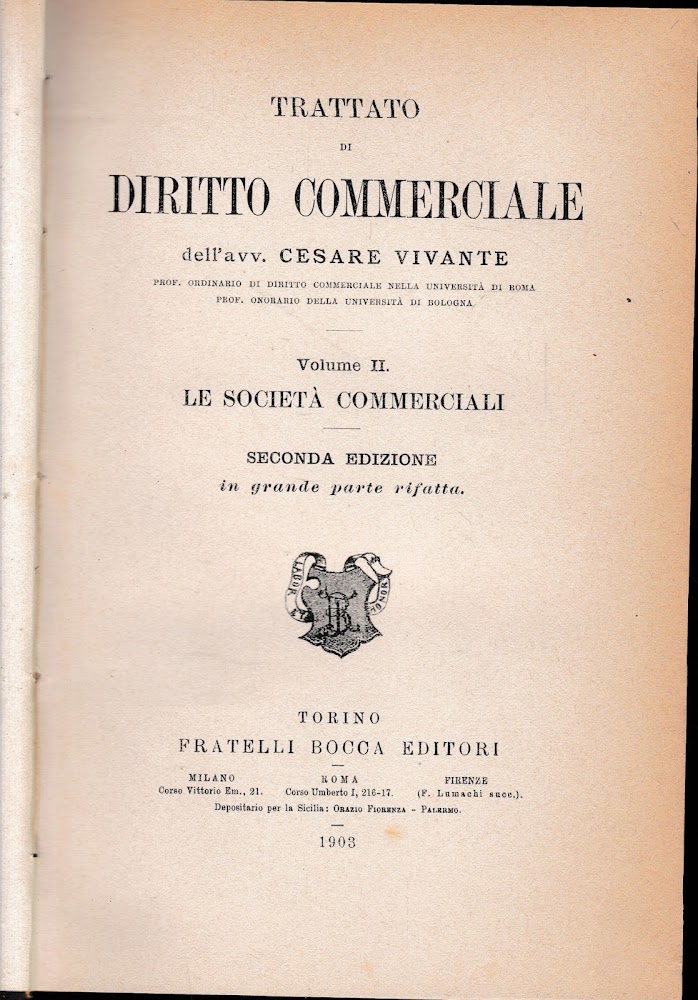 TRATTATO
DI
DIRITTO COMMERCIALE
dell'avv. CESARE VIVANTE
PROF. ORDINARIO DI DIRITTO COMMERCIALE NELLA UNIVERSITÀ DI ROMA
PROF. ONORARIO DELLA UNIVERSITÀ DI BOLOGNA
Volume II.
LE SOCIETÀ COMMERCIALI
SECONDA EDIZIONE
in grande parte rifatta.
LABOR ET HONOR
TORINO
FRATELLI BOCCA EDITORI
MILANO ROMA FIRENZE
Corso Vittorio Em., 21. Corso Umberto I, 216-17. (F. Lumachi succ.).
Depositario per la Sicilia: ORAZIO FIORENZA - PALERMO.
1903